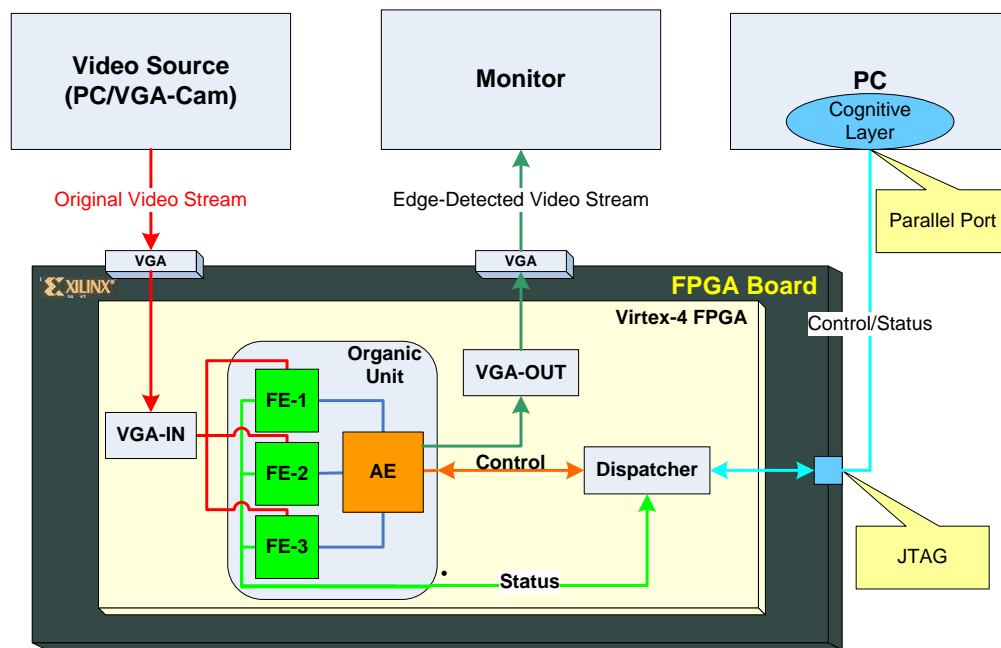 Video Source
(PC/VGA-Cam)
Monitor
PC
Cognitive
Layer
Original Video Stream
Edge-Detected Video Stream
Parallel Port
VGA
VGA
XILINX®
FPGA Board
Virtex-4 FPGA
Control/Status
Organic
Unit
VGA-OUT
FE-1
VGA-IN
FE-2
AE
Control
Dispatcher
FE-3
JTAG
Status